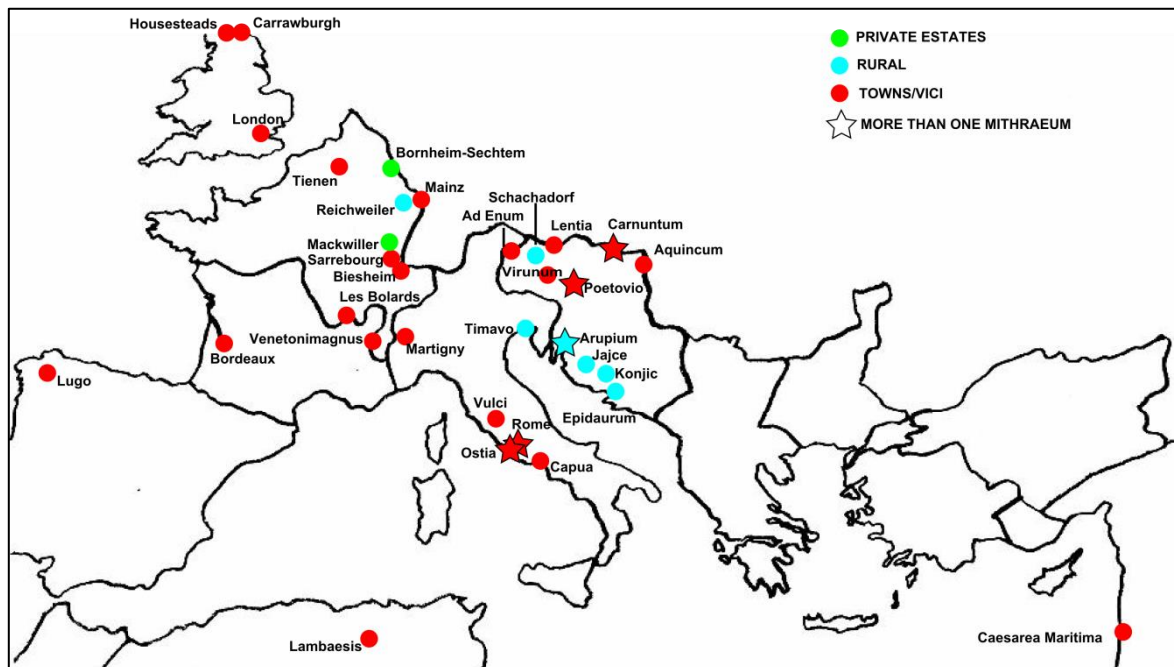 Housesteads
Carrawburgh
PRIVATE ESTATES
RURAL
TOWNS/VICI
MORE THAN ONE MITHRAEUM
London
Bornheim-Sechtem
Tienen
Mainz
Schachadorf
Reichweiler
Ad Enum
Lentia
Carnuntum
Mackwiller
Sarrebourg
Aquincum
Biesheim
Virunum
Poetovio
Les Bolards
Timavo
Venetonimagnus
Arupium
Bordeaux
Martigny
Jajce
Lugo
Konjic
Vulci
Epidaurum
Rome
Ostia
Capua
Lambaesis
Caesarea Maritima